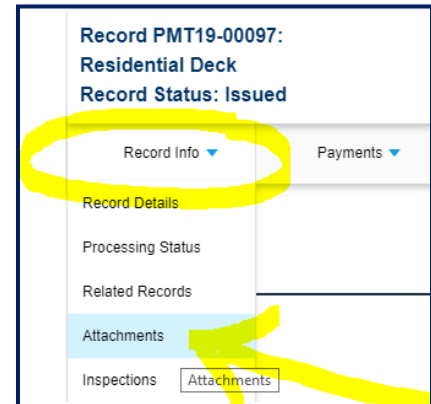 Record PMT19-00097:
Residential Deck
Record Status: Issued
Record Info Payments
Record Details
Processing Status
Related Records
Attachments
Inspections Attachments